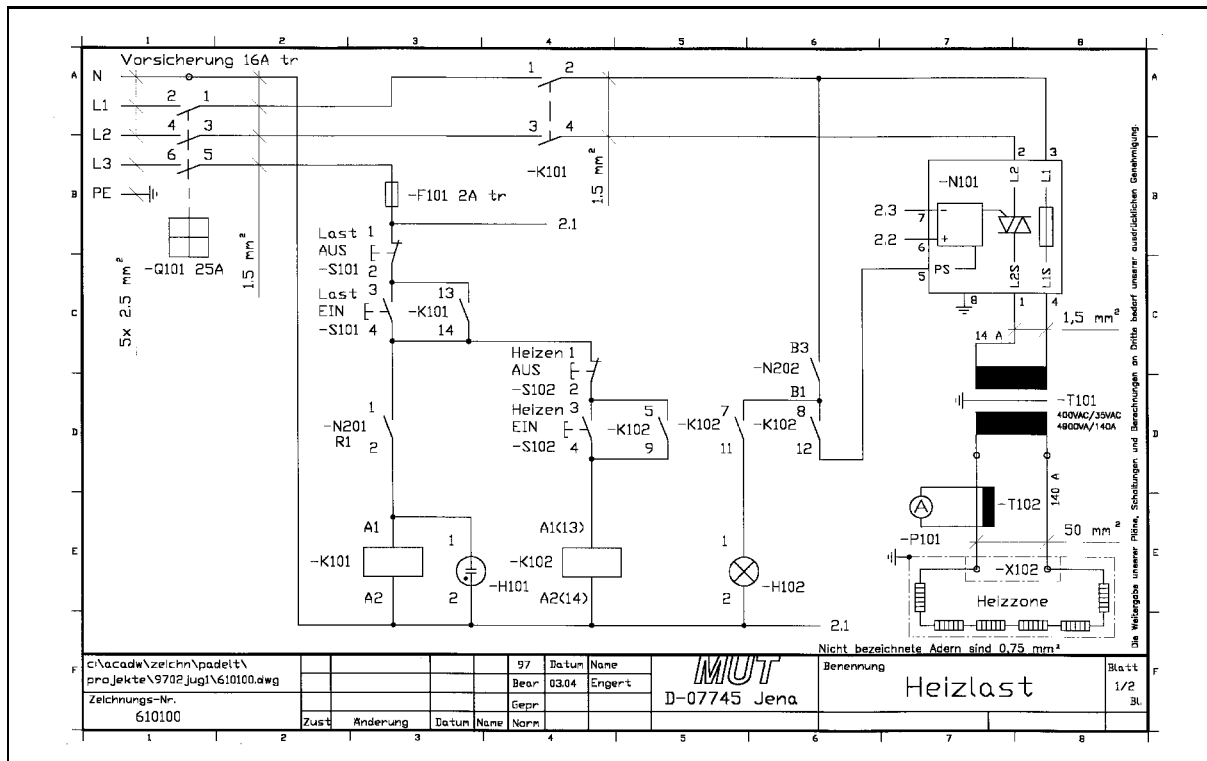 1 2 3 4 5 6 7 8
A
Vorsicherung 16A tr
A
N
1 2
L1
2 1
L2
4 3
3 4
2 3
L3
6 5
-K101
L2 L1
B
PE
-F101 2A tr
1.5 mm²
-N101
B
2.1
2.3 7 -
2.2 6 +
Last 1
AUS
-S101 2
-Q101 25A
1.5 mm²
5 PS
L2S L1S
8
1 4
5x 2.5 mm²
Last 3
EIN
-S101 4
13
-K101
14
C
C
1,5 mm²
14 A
Heizen 1
AUS
-S102 2
B3
-N202
B1
-T101
400VAC/35VAC
4900VA/140A
Heizen 3
EIN
-S102 4
5
-K102
9
7
-K102
11
8
-K102
12
1
-N201
R1 2
D
D
140 A
-T102
A
-P101
50 mm²
A1
-K101
A2
1
-H101
2
A1(13)
-K102
A2(14)
1
-H102
2
E
E
-X102
Heizzone
2.1
Nicht bezeichnete Adern sind 0,75 mm²
Die Weitergabe unserer Pläne, Schaltungen und Berechnungen an Dritte bedarf unserer ausdrücklichen Genehmigung.
F
F
c:\acadw\zeichn\padelt\
projekte\9702jug1\610100.dwg
Zeichnungs-Nr.
610100
Zust Änderung Datum Name
97 Datum Name
Bear 03.04 Engert
Gepr
Norm
MUT
D-07745 Jena
Benennung
Heizlast
Blatt
1/2
Bl.
1 2 3 4 5 6 7 8